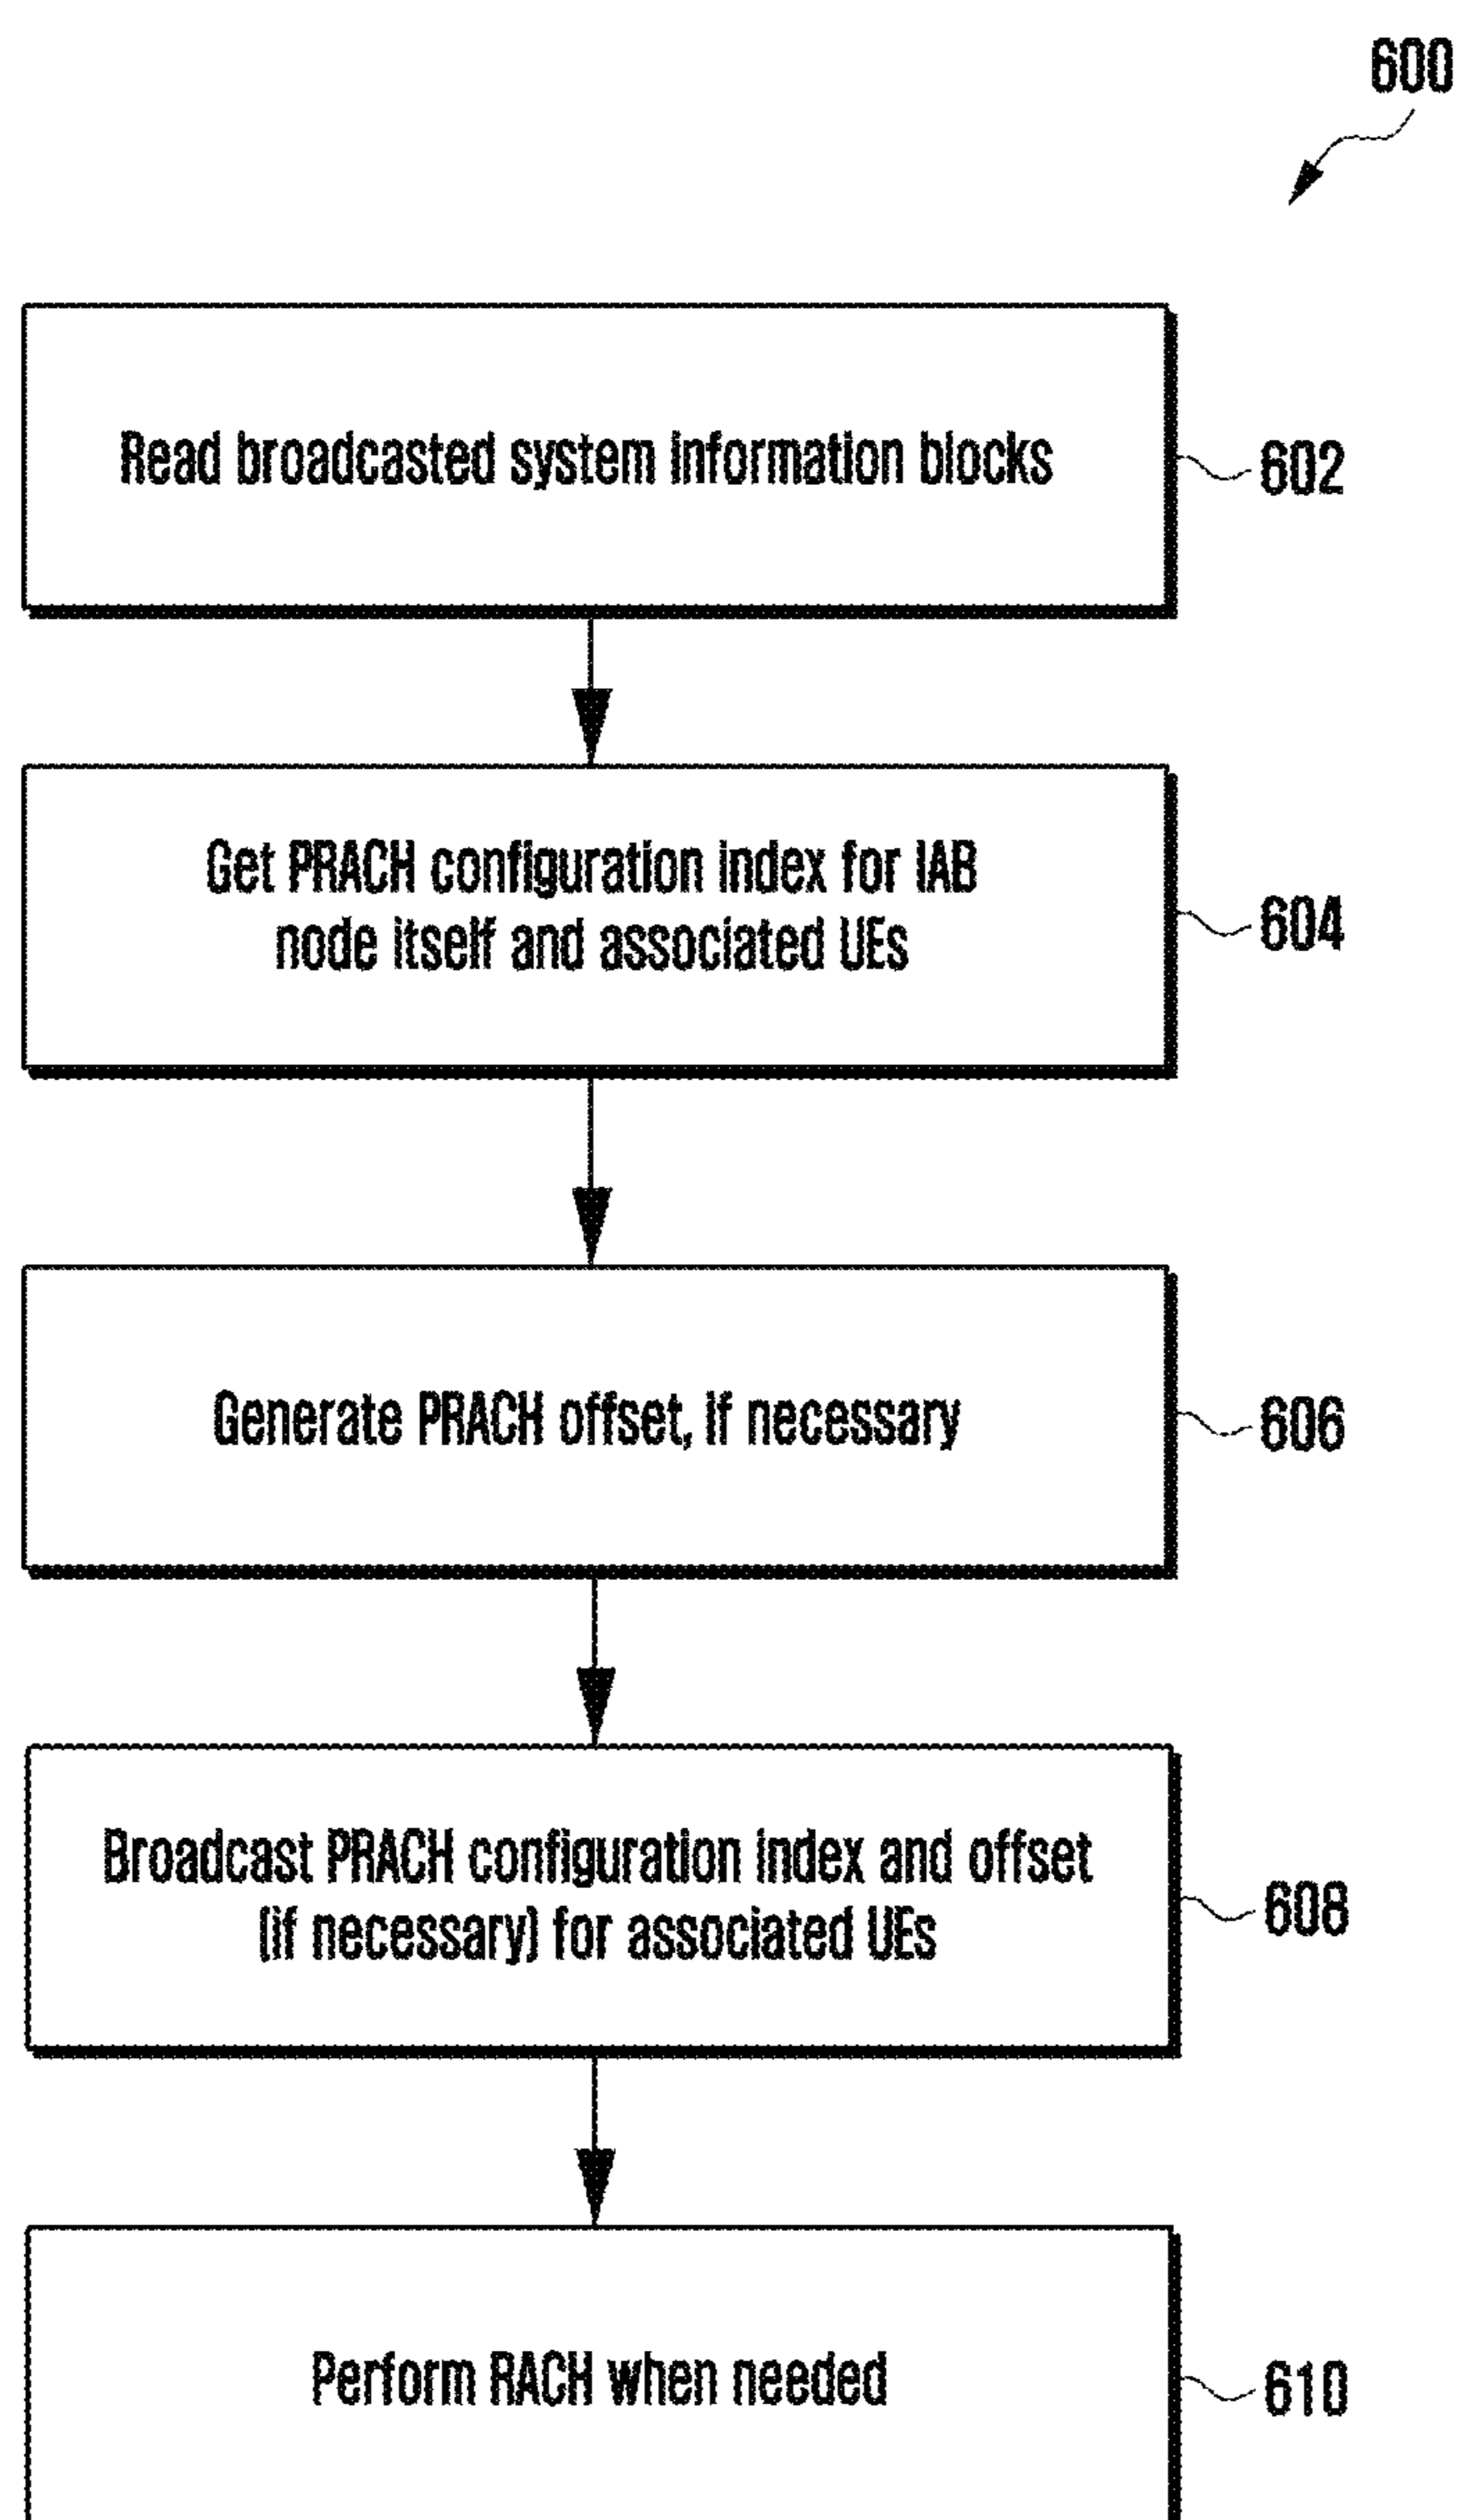 600
Read broadcasted system information blocks
602
Get PRACH configuration index for IAB
node itself and associated UEs
604
Generate PRACH offset, if necessary
606
Broadcast PRACH configuration index and offset
(if necessary) for associated UEs
608
Perform RACH when needed
610